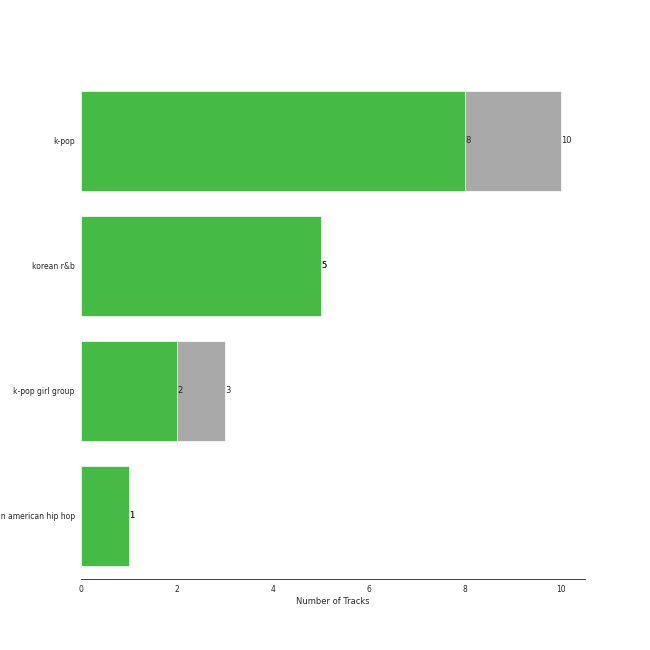 k-pop 8 10
korean r&b 5
k-pop girl group 2 3
n american hip hop 1
0 2 4 6 8 10
Number of Tracks